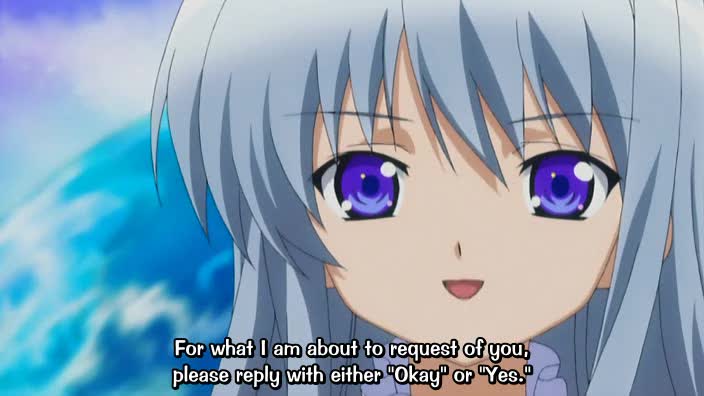 For what I am about to request of you,
please reply with either "Okay" or "Yes."